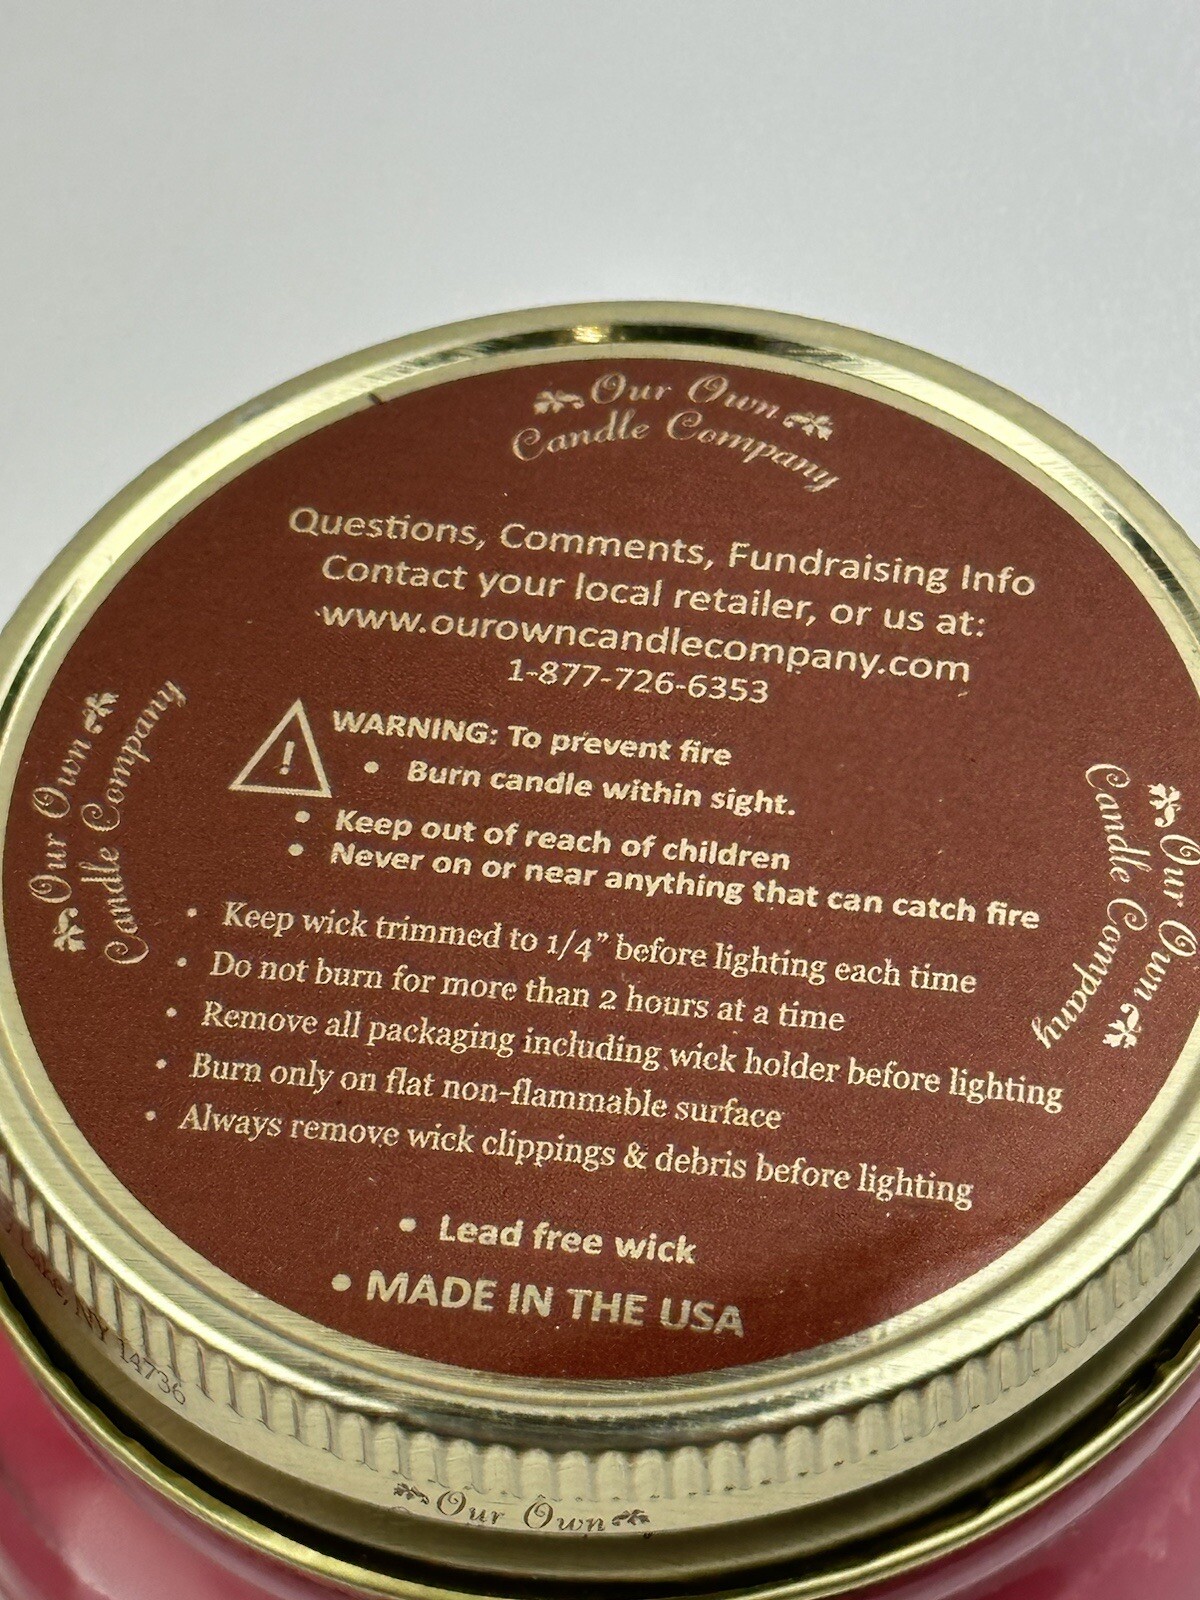 Our Own
Candle Company
Questions, Comments, Fundraising Info
Contact your local retailer, or us at:
www.ourowncandlecompany.com
1-877-726-6353
WARNING: To prevent fire
• Burn candle within sight.
• Keep out of reach of children
• Never on or near anything that can catch fire
• Keep wick trimmed to 1/4” before lighting each time
• Do not burn for more than 2 hours at a time
• Remove all packaging including wick holder before lighting
• Burn only on flat non-flammable surface
• Always remove wick clippings & debris before lighting
• Lead free wick
• MADE IN THE USA
Our Own
Candle Company
Our Own
Candle Company
NY 14736
Our Own